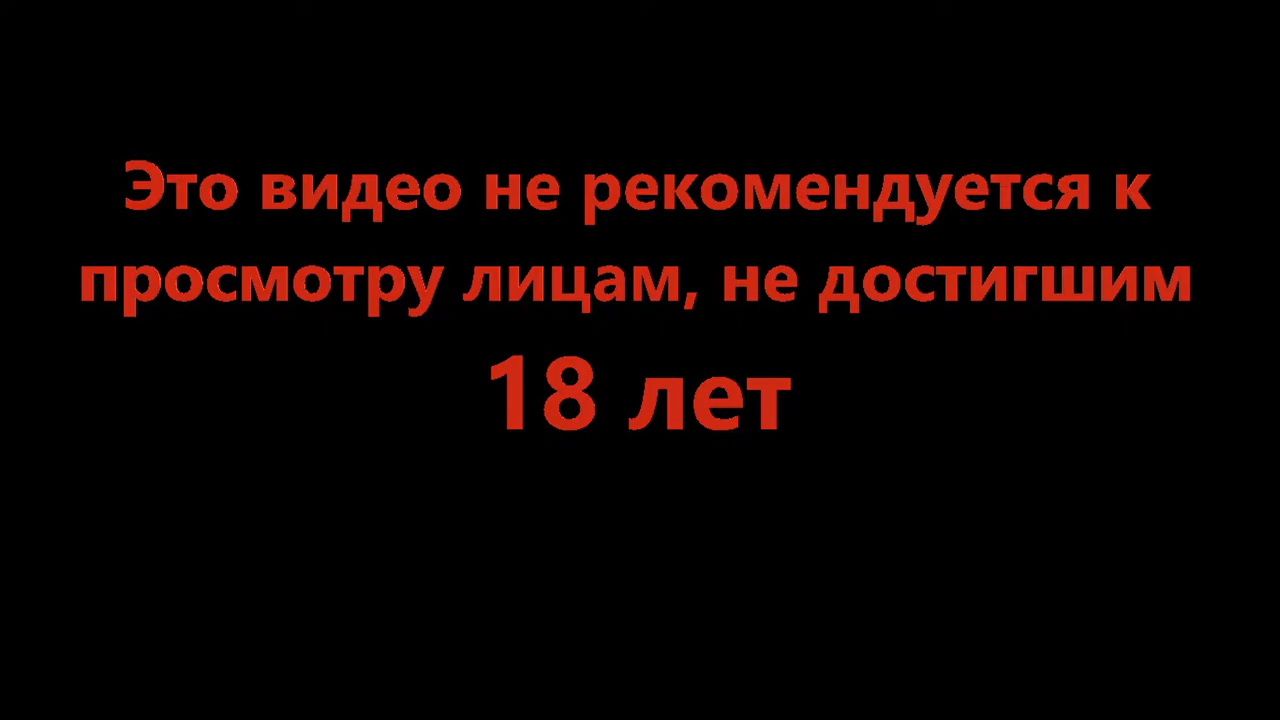 Это видео не рекомендуется к
просмотру лицам, не достигшим
18 лет